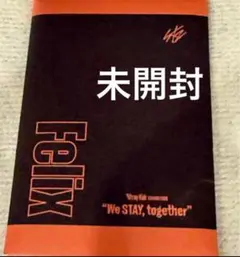 未開封
Felix
"We STAY, together"